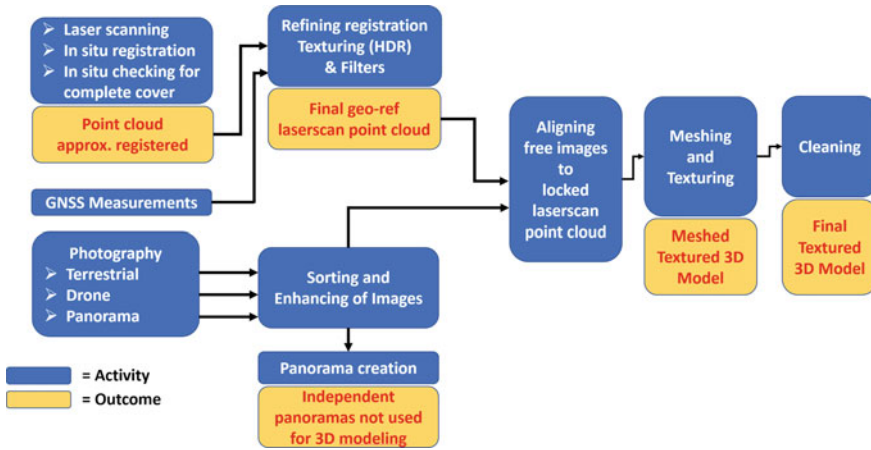 ➢ Laser scanning
➢ In situ registration
➢ In situ checking for
complete cover
Point cloud
approx. registered
GNSS Measurements
Refining registration
Texturing (HDR)
& Filters
Final geo-ref
laserscan point cloud
Photography
➢ Terrestrial
➢ Drone
➢ Panorama
Sorting and
Enhancing of Images
Panorama creation
Independent
panoramas not used
for 3D modeling
Aligning
free images
to
locked
laserscan
point cloud
Meshing
and
Texturing
Meshed
Textured 3D
Model
Cleaning
Final
Textured
3D Model
= Activity
= Outcome